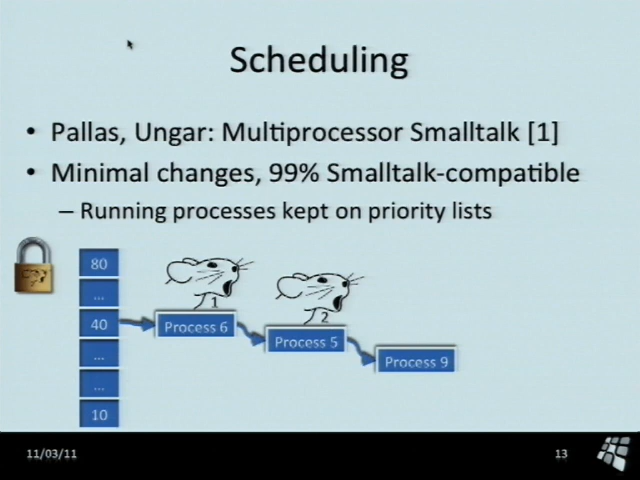 Scheduling
• Pallas, Ungar: Multiprocessor Smalltalk [1]
• Minimal changes, 99% Smalltalk-compatible
– Running processes kept on priority lists
80
...
40
...
...
10
1
Process 6
2
Process 5
Process 9
11/03/11
13